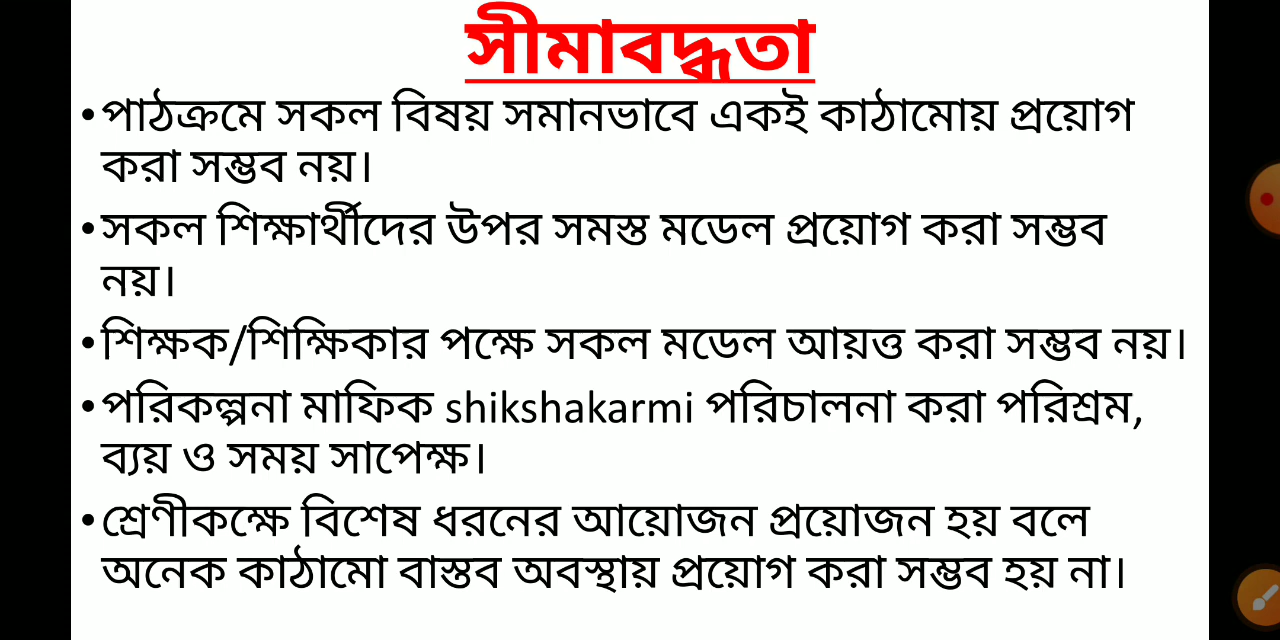 সীমাবদ্ধতা
•পাঠক্রমে সকল বিষয় সমানভাবে একই কাঠামোয় প্রয়োগ
করা সম্ভব নয়।
•সকল শিক্ষার্থীদের উপর সমস্ত মডেল প্রয়োগ করা সম্ভব
নয়।
•শিক্ষক/শিক্ষিকার পক্ষে সকল মডেল আয়ত্ত করা সম্ভব নয়।
•পরিকল্পনা মাফিক shikshakarmi পরিচালনা করা পরিশ্রম,
ব্যয় ও সময় সাপেক্ষ।
•শ্রেণীকক্ষে বিশেষ ধরনের আয়োজন প্রয়োজন হয় বলে
অনেক কাঠামো বাস্তব অবস্থায় প্রয়োগ করা সম্ভব হয় না।